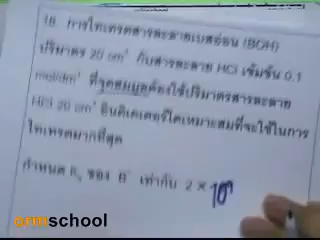 18. การไทเทรตสารละลายเบสอ่อน (BOH)
ปริมาตร 20 cm³ กับสารละลาย HCl เข้มข้น 0.1
mol/dm³ ที่จุดสมมูลต้องใช้ปริมาตรสารละลาย
HCl 20 cm³ อินดิเคเตอร์ใดเหมาะสมที่จะใช้ในการ
ไทเทรตมากที่สุด
กำหนด ของ B⁻ เท่ากับ 2 ×
ormschool